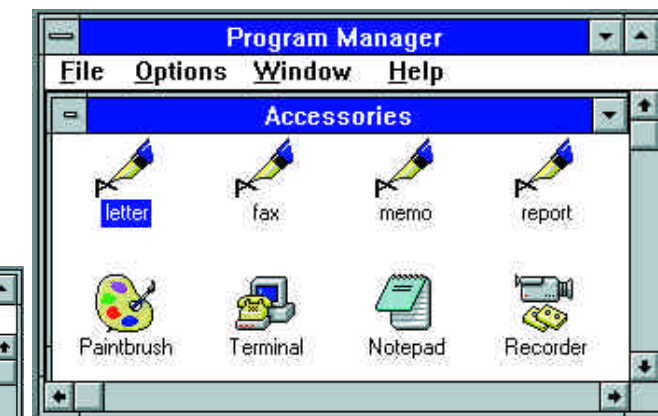 Program Manager
File Options Window Help
Accessories
letter fax memo report
Paintbrush Terminal Notepad Recorder